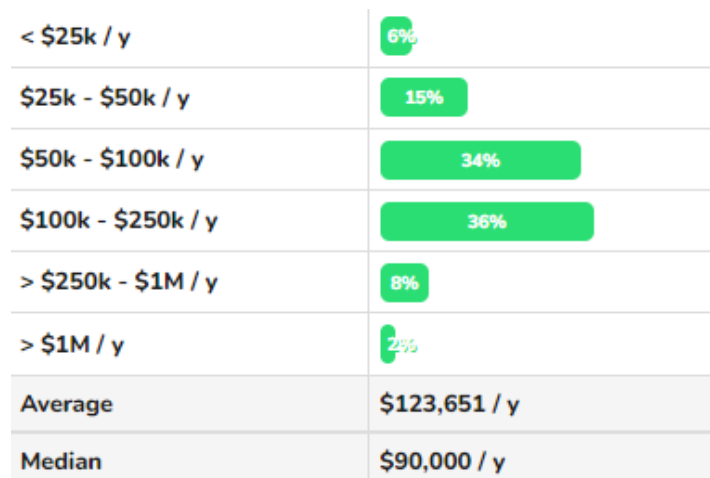 < $25k / y 6%
$25k - $50k / y 15%
$50k - $100k / y 34%
$100k - $250k / y 36%
> $250k - $1M / y 8%
> $1M / y 2%
Average $123,651 / y
Median $90,000 / y